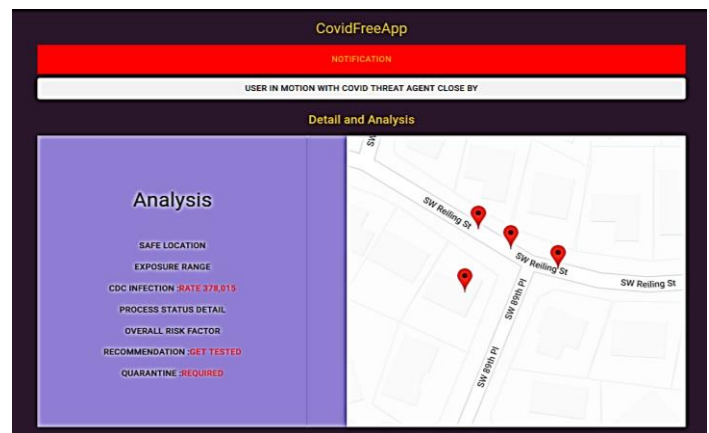 CovidFreeApp
NOTIFICATION
USER IN MOTION WITH COVID THREAT AGENT CLOSE BY
Detail and Analysis
Analysis
SAFE LOCATION
EXPOSURE RANGE
CDC INFECTION :RATE 378,015
PROCESS STATUS DETAIL
OVERALL RISK FACTOR
RECOMMENDATION :GET TESTED
QUARANTINE :REQUIRED
SW
SW Reiling St
SW Reiling St
SW Reiling St
SW 89th Pl
SW 89th Pl